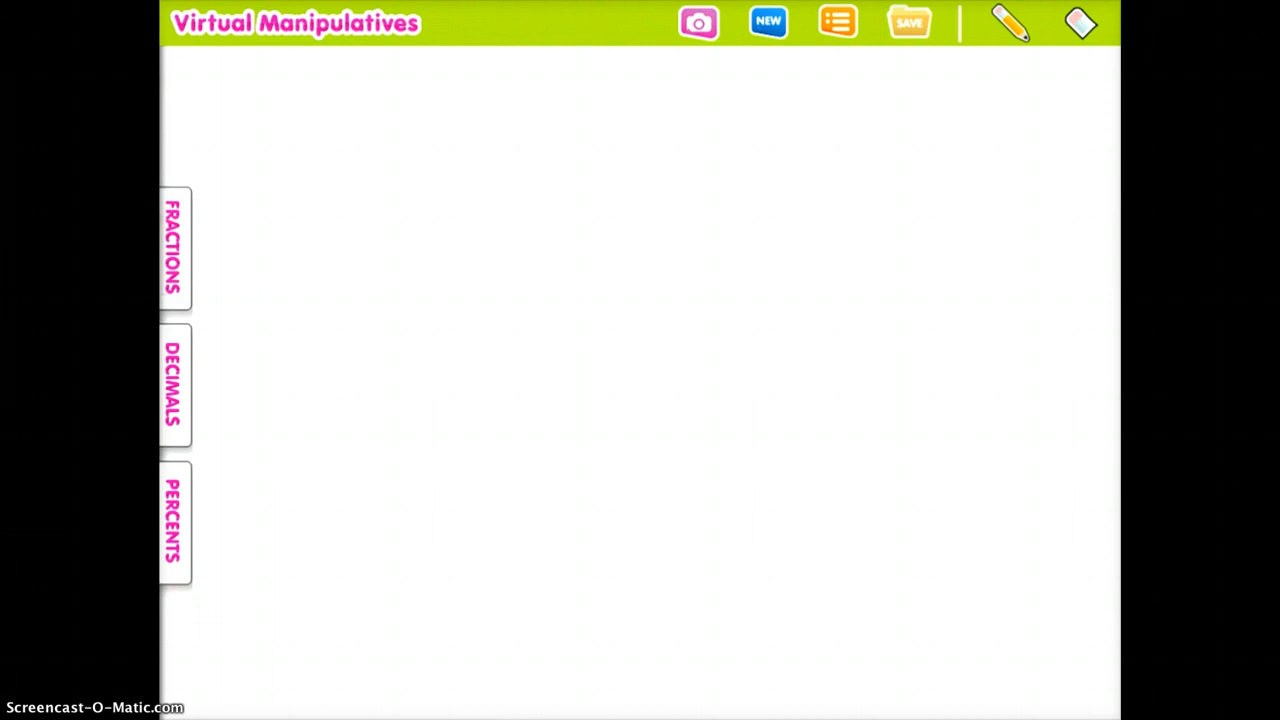 Virtual Manipulatives
NEW
SAVE
FRACTIONS
DECIMALS
PERCENTS
Screencast-O-Matic.com